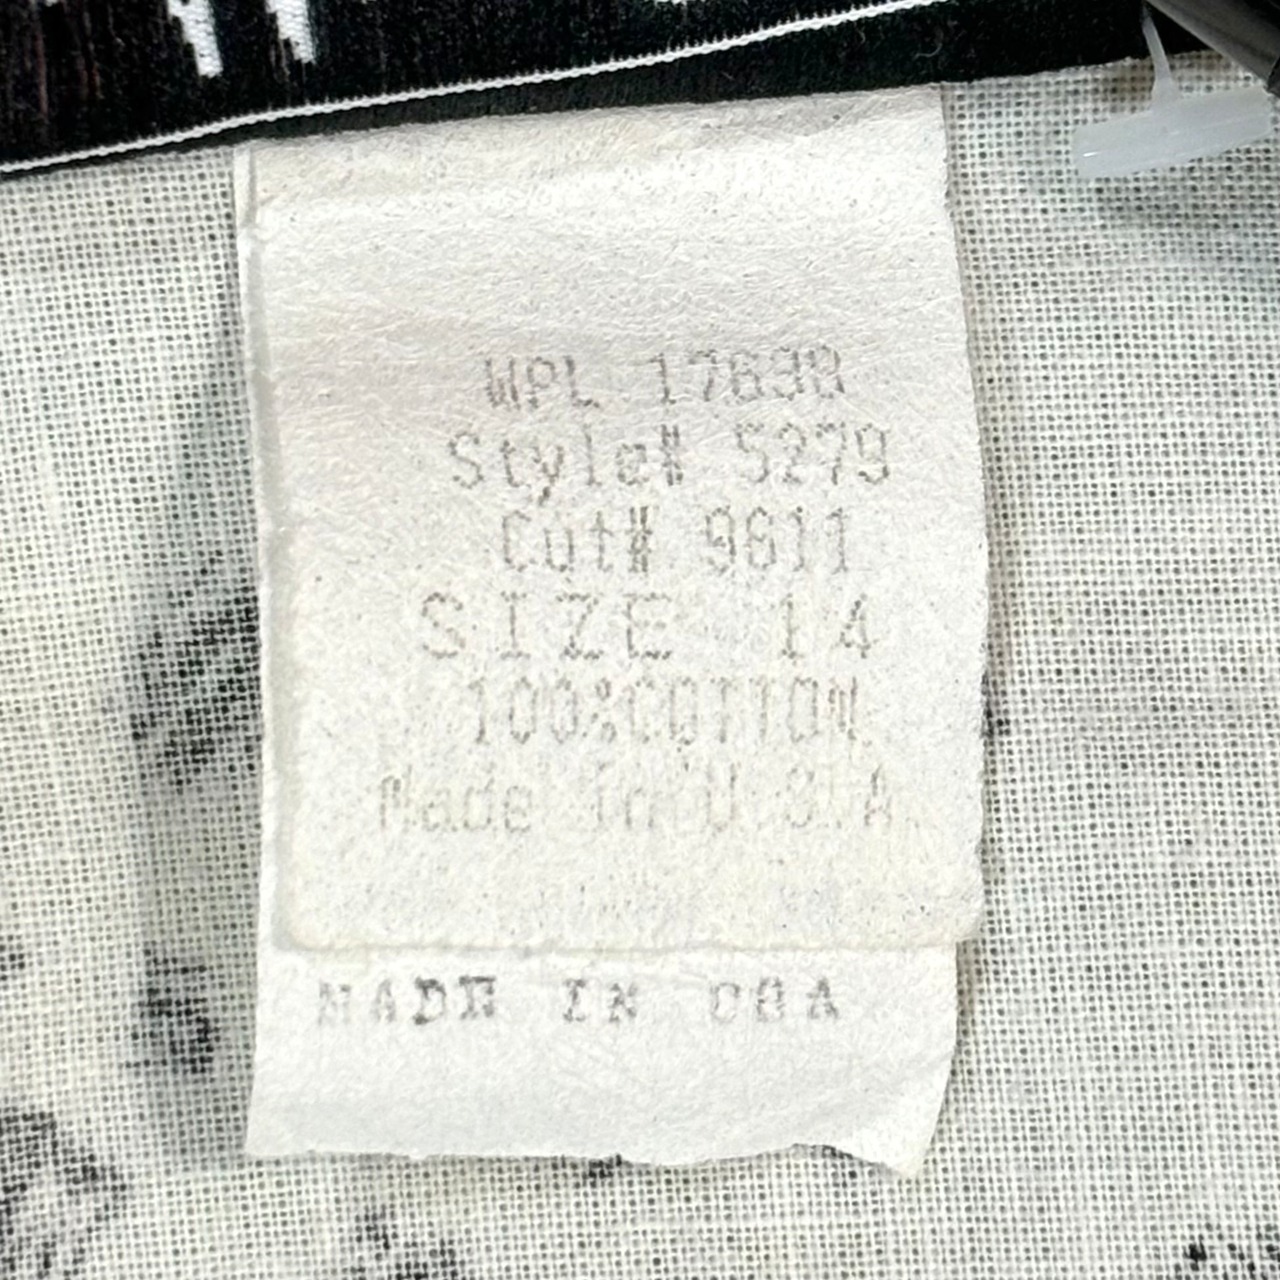 WPL 17638
Style# 5279
Cut# 9611
SIZE 14
100%COTTON
Made in U.S.A.
MADE IN USA